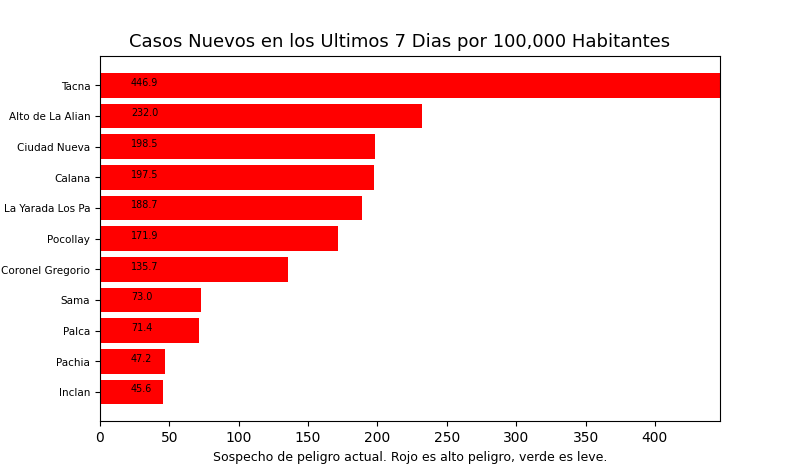 Casos Nuevos en los Ultimos 7 Dias por 100,000 Habitantes
Tacna 446.9
Alto de La Alian 232.0
Ciudad Nueva 198.5
Calana 197.5
La Yarada Los Pa 188.7
Pocollay 171.9
Coronel Gregorio 135.7
Sama 73.0
Palca 71.4
Pachia 47.2
Inclan 45.6
0 50 100 150 200 250 300 350 400
Sospecho de peligro actual. Rojo es alto peligro, verde es leve.